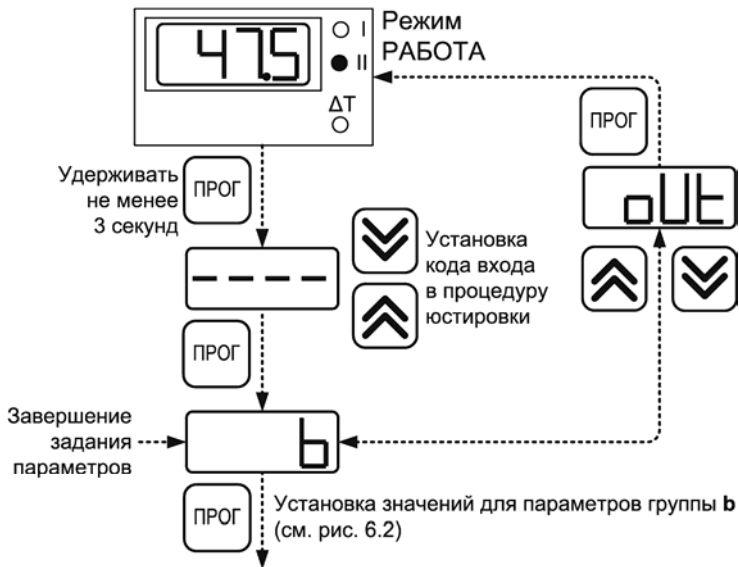 47.5
I
II
ΔT
Режим
РАБОТА
ПРОГ
oUt
Удерживать
не менее
3 секунд
ПРОГ
– – – –
Установка
кода входа
в процедуру
юстировки
ПРОГ
Завершение
задания
параметров
b
ПРОГ
Установка значений для параметров группы b
(см. рис. 6.2)